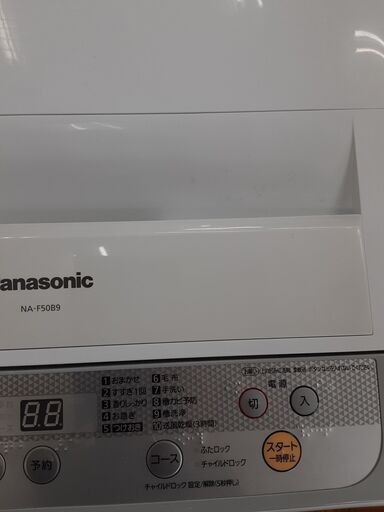 Panasonic
NA-F50B9
1 おまかせ 6 毛布
2 すすぎ1回 7 手洗い
3 香りしっかり 8 槽カビ予防
4 お急ぎ 9 槽洗浄
5 つけおき 10 送風乾燥(3時間)
電源
切 入
88
予約
コース
ふたロック
チャイルドロック
スタート
一時停止
チャイルドロック 設定/解除(5秒押し)